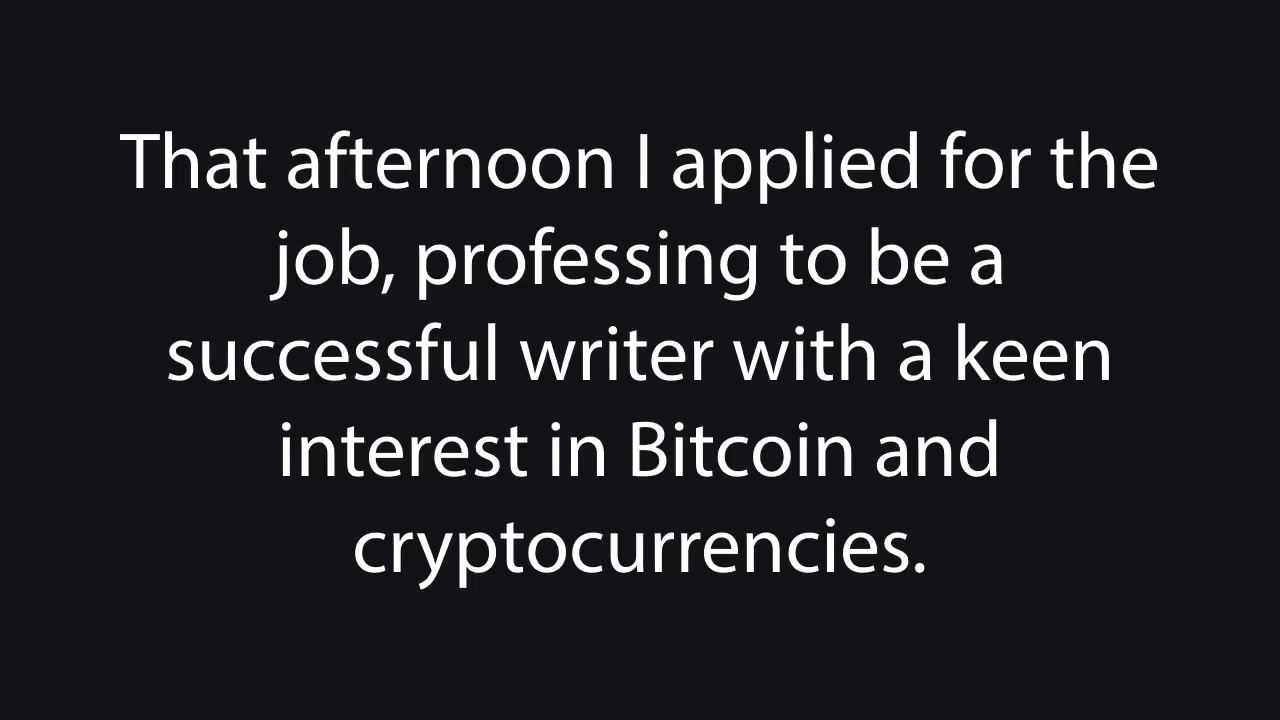 That afternoon I applied for the
job, professing to be a
successful writer with a keen
interest in Bitcoin and
cryptocurrencies.